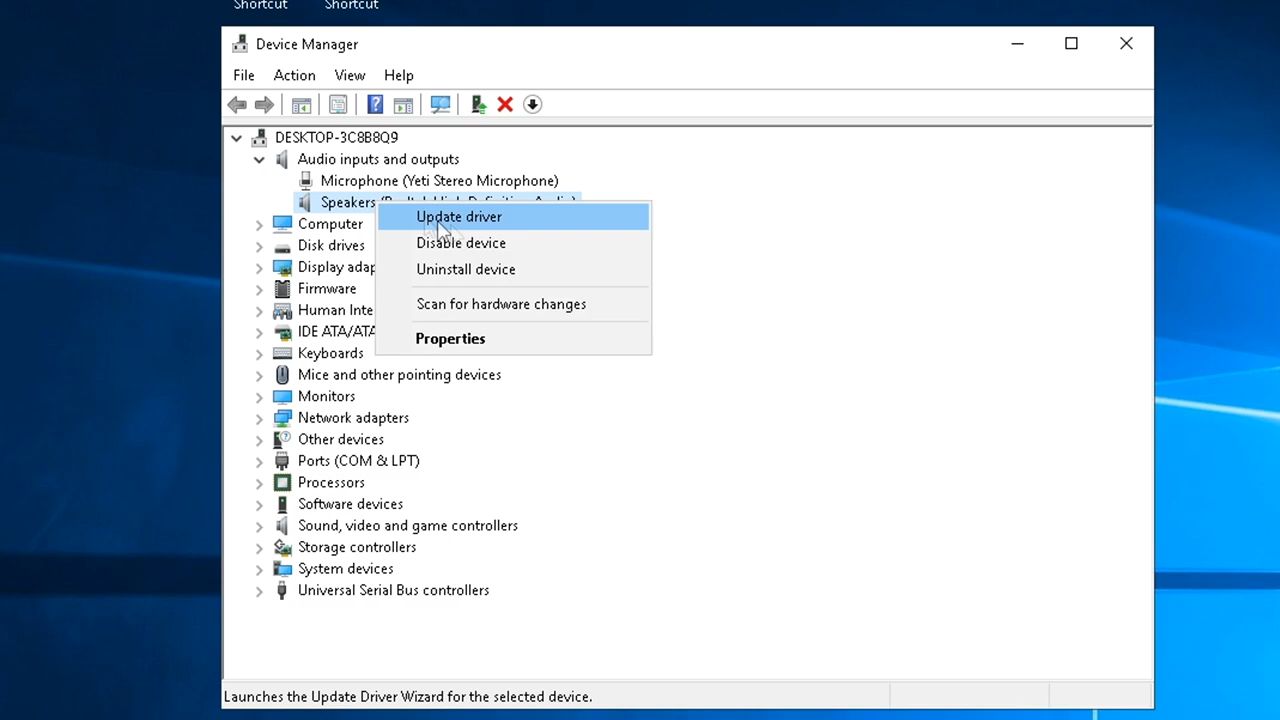 Shortcut Shortcut
Device Manager
File Action View Help
DESKTOP-3C8B8Q9
Audio inputs and outputs
Microphone (Yeti Stereo Microphone)
Speakers
Update driver
Computer
Disable device
Disk drives
Display adap
Uninstall device
Firmware
Scan for hardware changes
Human Inte
IDE ATA/ATA
Properties
Keyboards
Mice and other pointing devices
Monitors
Network adapters
Other devices
Ports (COM & LPT)
Processors
Software devices
Sound, video and game controllers
Storage controllers
System devices
Universal Serial Bus controllers
Launches the Update Driver Wizard for the selected device.